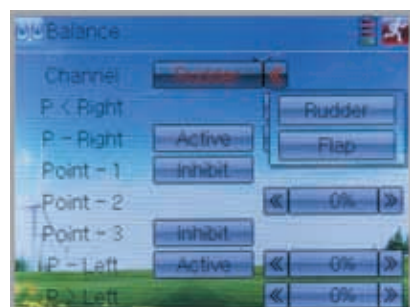 Balance
Channel Rudder
P < Right Rudder
P - Right Active Flap
Point - 1 Inhibit
Point - 2 0%
Point - 3 Inhibit
P - Left Active 0%
P > Left 0%